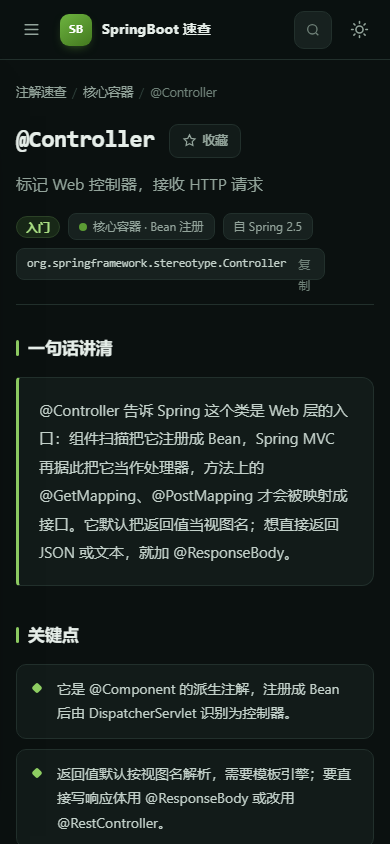 SB SpringBoot 速查
注解速查 / 核心容器 / @Controller
@Controller 收藏
标记 Web 控制器，接收 HTTP 请求
入门 核心容器 · Bean 注册 自 Spring 2.5
org.springframework.stereotype.Controller 复制
一句话讲清
@Controller 告诉 Spring 这个类是 Web 层的入
口：组件扫描把它注册成 Bean，Spring MVC
再据此把它当作处理器，方法上的
@GetMapping、@PostMapping 才会被映射成
接口。它默认把返回值当视图名；想直接返回
JSON 或文本，就加 @ResponseBody。
关键点
它是 @Component 的派生注解，注册成 Bean
后由 DispatcherServlet 识别为控制器。
返回值默认按视图名解析，需要模板引擎；要直
接写响应体用 @ResponseBody 或改用
@RestController。